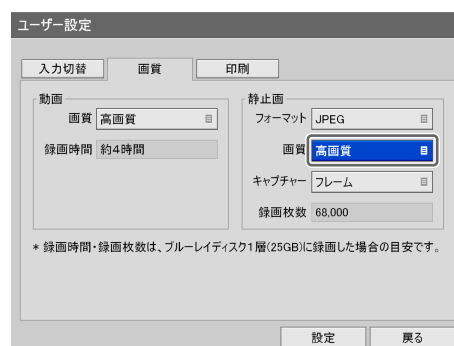 ユーザー設定
入力切替 画質 印刷
動画
画質 高画質
録画時間 約4時間
静止画
フォーマット JPEG
画質 高画質
キャプチャー フレーム
録画枚数 68,000
* 録画時間・録画枚数は、ブルーレイディスク1層(25GB)に録画した場合の目安です。
設定 戻る